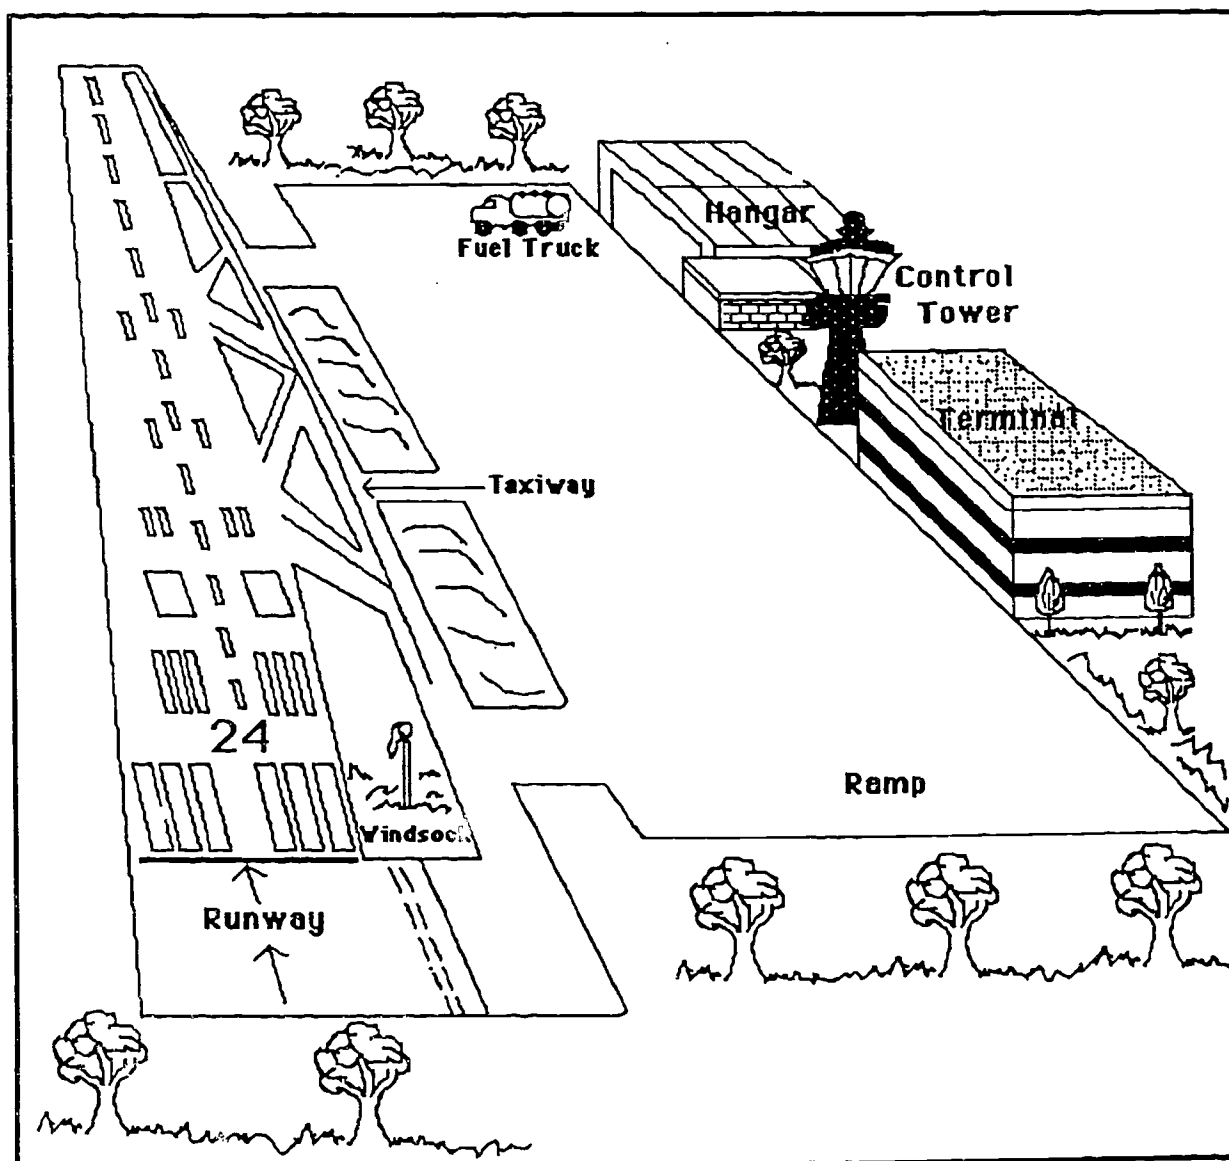 Hangar
Fuel Truck
Control
Tower
Terminal
Taxiway
24
Ramp
Windsock
Runway